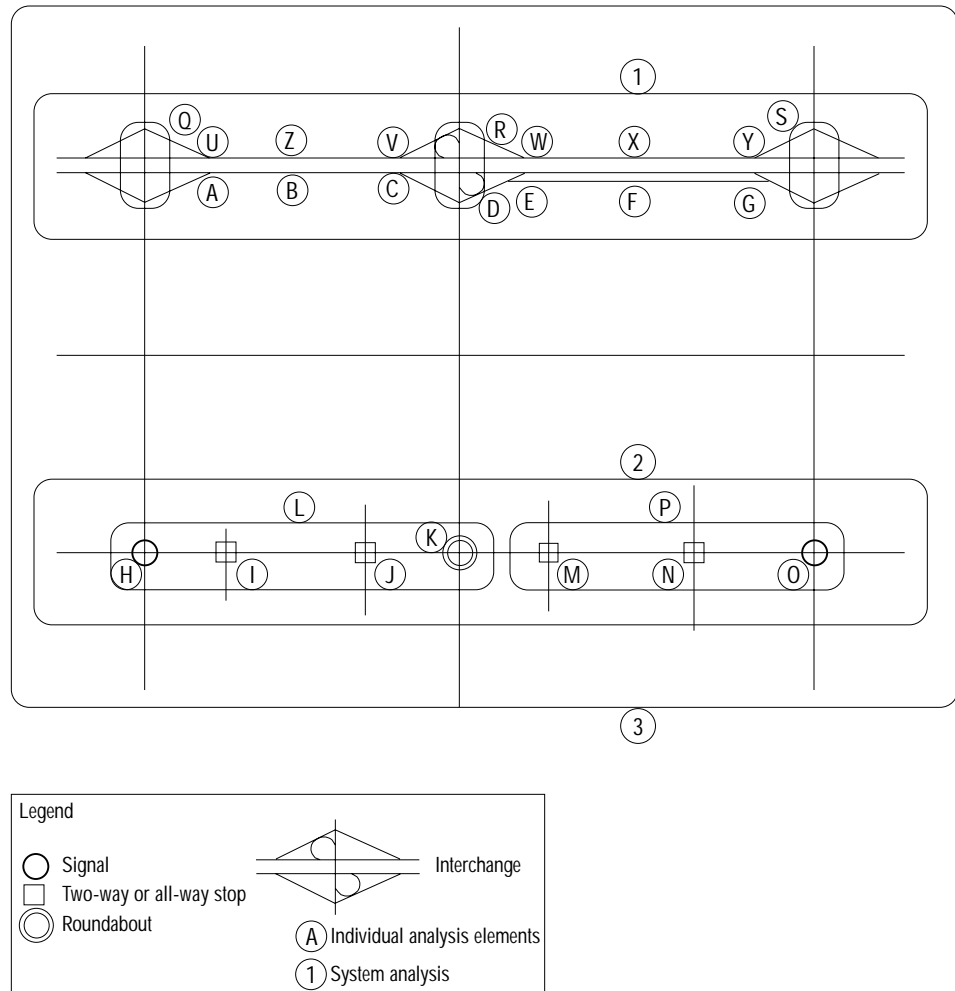 1
Q
S
U
Z
V
R
W
X
Y
A
B
C
D
E
F
G
2
L
P
K
H
I
J
M
N
O
3
Legend
Signal
Interchange
Two-way or all-way stop
Roundabout
A Individual analysis elements
1 System analysis